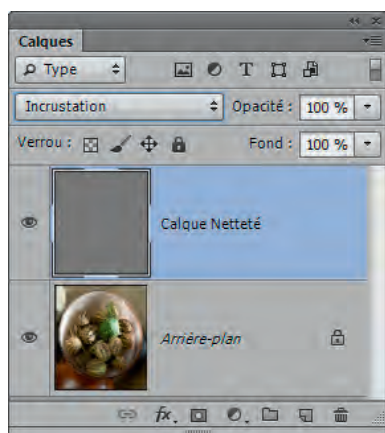 Calques
Type
Incrustation Opacité : 100 %
Verrou : Fond : 100 %
Calque Netteté
Arrière-plan
fx